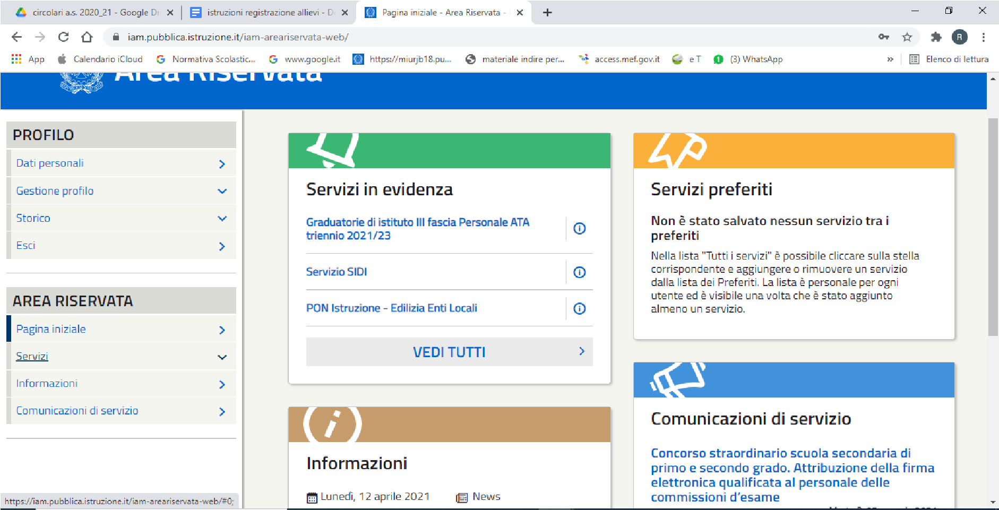 circolari a.s. 2020_21 - Google Dr
istruzioni registrazione allievi - D
Pagina iniziale - Area Riservata -
iam.pubblica.istruzione.it/iam-areariservata-web/
R
App
Calendario iCloud
Normativa Scolastic...
www.google.it
https://miurjb18.pu...
materiale indire per...
access.mef.gov.it
e T
1
(3) WhatsApp
»
Elenco di lettura
Area Riservata
PROFILO
Dati personali
Gestione profilo
Storico
Esci
AREA RISERVATA
Pagina iniziale
Servizi
Informazioni
Comunicazioni di servizio
Servizi in evidenza
Graduatorie di istituto III fascia Personale ATA
triennio 2021/23
Servizio SIDI
PON Istruzione - Edilizia Enti Locali
VEDI TUTTI
Informazioni
Lunedì, 12 aprile 2021
News
Servizi preferiti
Non è stato salvato nessun servizio tra i
preferiti
Nella lista "Tutti i servizi" è possibile cliccare sulla stella
corrispondente e aggiungere o rimuovere un servizio
dalla lista dei Preferiti. La lista è personale per ogni
utente ed è visibile una volta che è stato aggiunto
almeno un servizio.
Comunicazioni di servizio
Concorso straordinario scuola secondaria di
primo e secondo grado. Attribuzione della firma
elettronica qualificata al personale delle
commissioni d'esame
https://iam.pubblica.istruzione.it/iam-areariservata-web/#0;